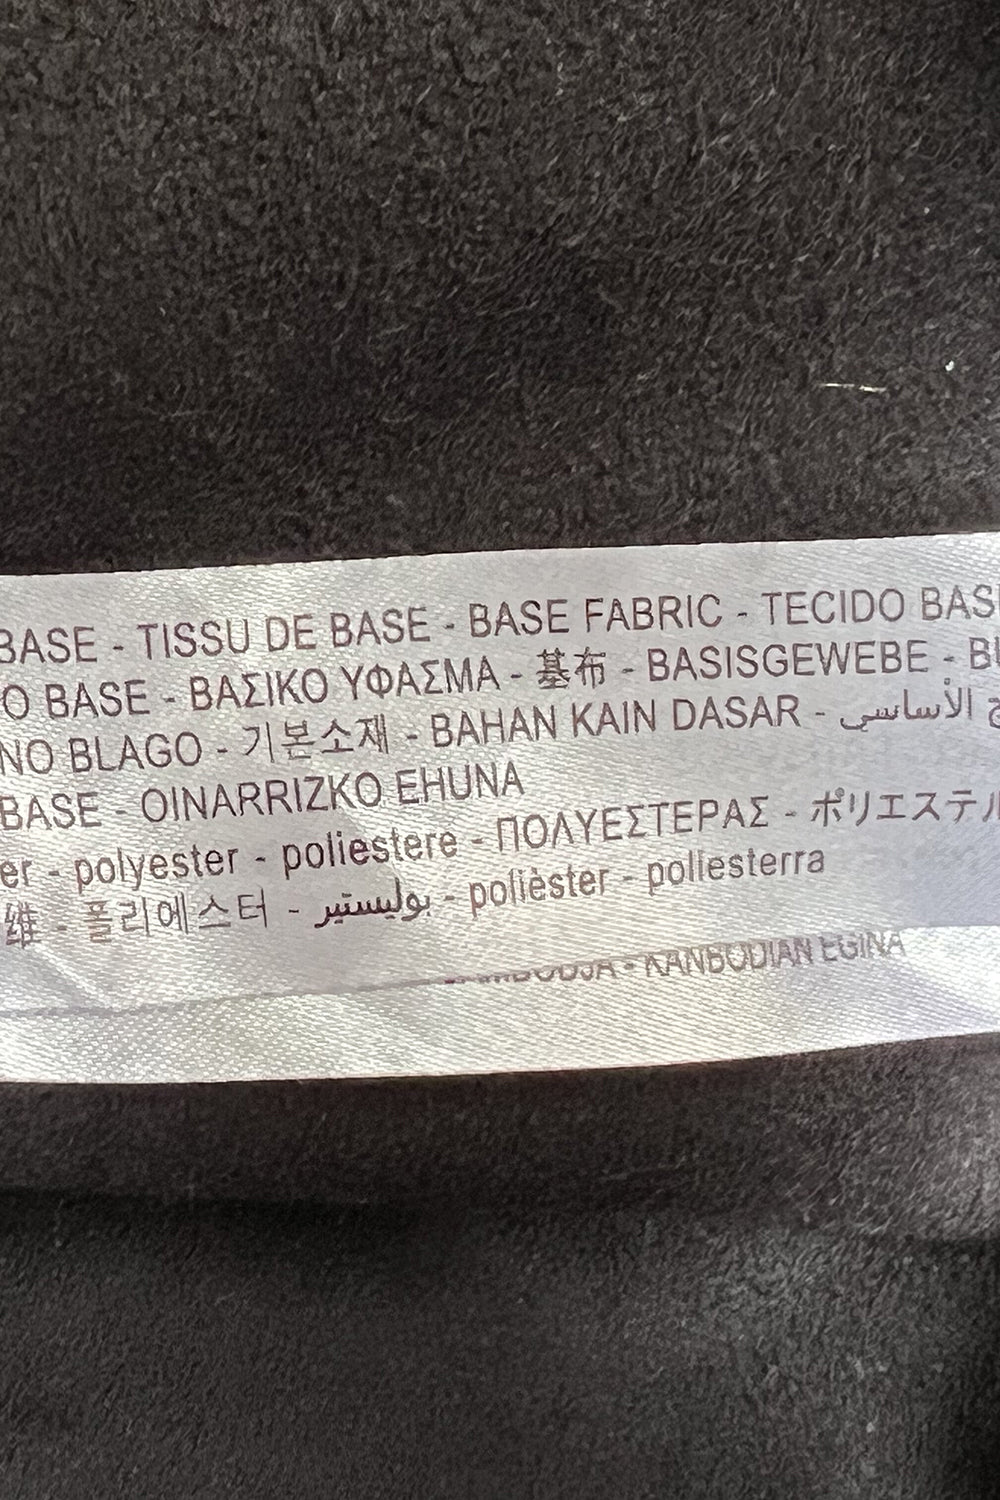 BASE - TISSU DE BASE - BASE FABRIC - TECIDO BAS
O BASE - ΒΑΣΙΚΟ ΥΦΑΣΜΑ - 基布 - BASISGEWEBE - B
NO BLAGO - 기본소재 - BAHAN KAIN DASAR - ج الأساسي
BASE - OINARRIZKO EHUNA
er - polyester - poliestere - ΠΟΛΥΕΣΤΕΡΑΣ - ポリエステル
维 - 폴리에스터 - بوليستير - polièster - poliesterra
- KANBODIAN EGINA